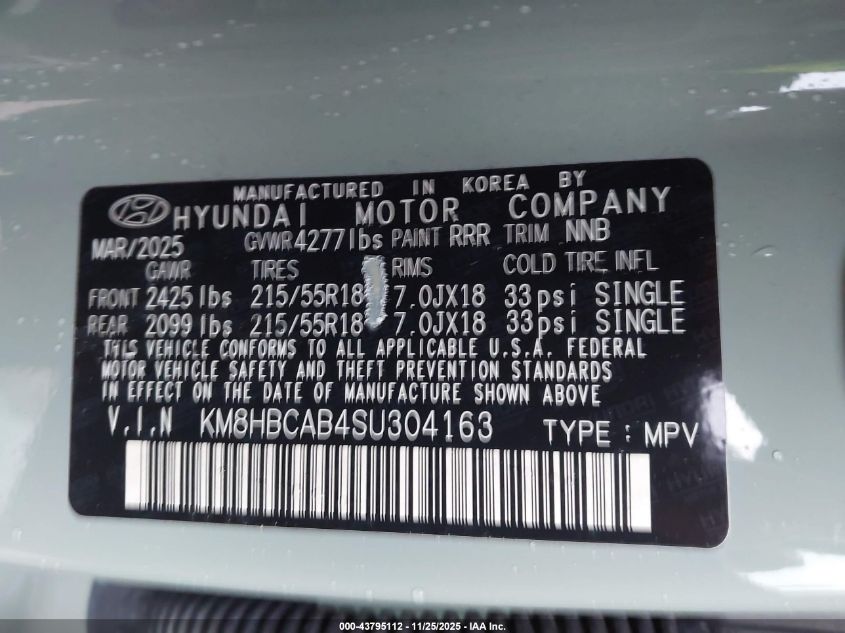 MANUFACTURED IN KOREA BY
HYUNDAI MOTOR COMPANY
MAR/2025 GVWR 4277lbs PAINT RRR TRIM NNB
GAWR TIRES RIMS COLD TIRE INFL
FRONT 2425 lbs 215/55R18 7.0JX18 33psi SINGLE
REAR 2099 lbs 215/55R18 7.0JX18 33psi SINGLE
THIS VEHICLE CONFORMS TO ALL APPLICABLE U.S.A. FEDERAL
MOTOR VEHICLE SAFETY AND THEFT PREVENTION STANDARDS
IN EFFECT ON THE DATE OF MANUFACTURE SHOWN ABOVE
V.I.N KM8HBCAB4SU304163 TYPE : MPV
000-43795112 - 11/25/2025 - IAA Inc.